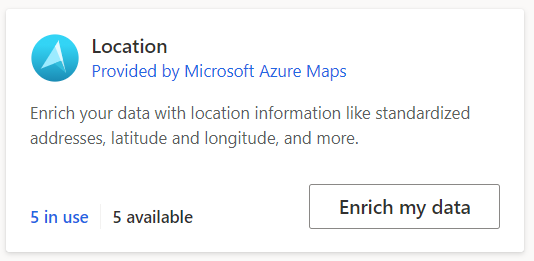 Location
Provided by Microsoft Azure Maps
Enrich your data with location information like standardized
addresses, latitude and longitude, and more.
5 in use
5 available
Enrich my data